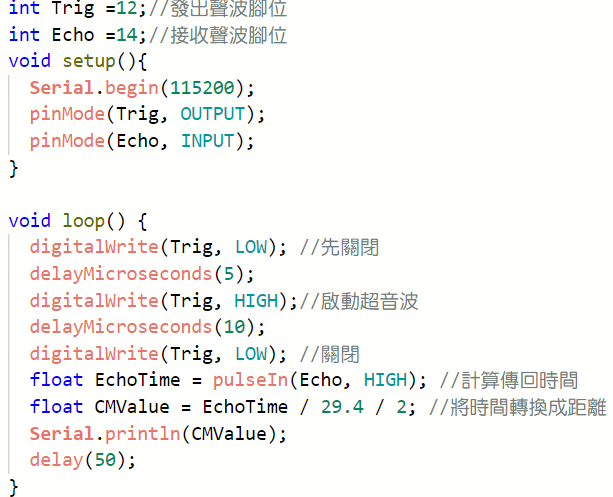 int Trig =12;//發出聲波腳位
int Echo =14;//接收聲波腳位
void setup(){
  Serial.begin(115200);
  pinMode(Trig, OUTPUT);
  pinMode(Echo, INPUT);
}

void loop() {
  digitalWrite(Trig, LOW); //先關閉
  delayMicroseconds(5);
  digitalWrite(Trig, HIGH);//啟動超音波
  delayMicroseconds(10);
  digitalWrite(Trig, LOW); //關閉
  float EchoTime = pulseIn(Echo, HIGH); //計算傳回時間
  float CMValue = EchoTime / 29.4 / 2; //將時間轉換成距離
  Serial.println(CMValue);
  delay(50);
}